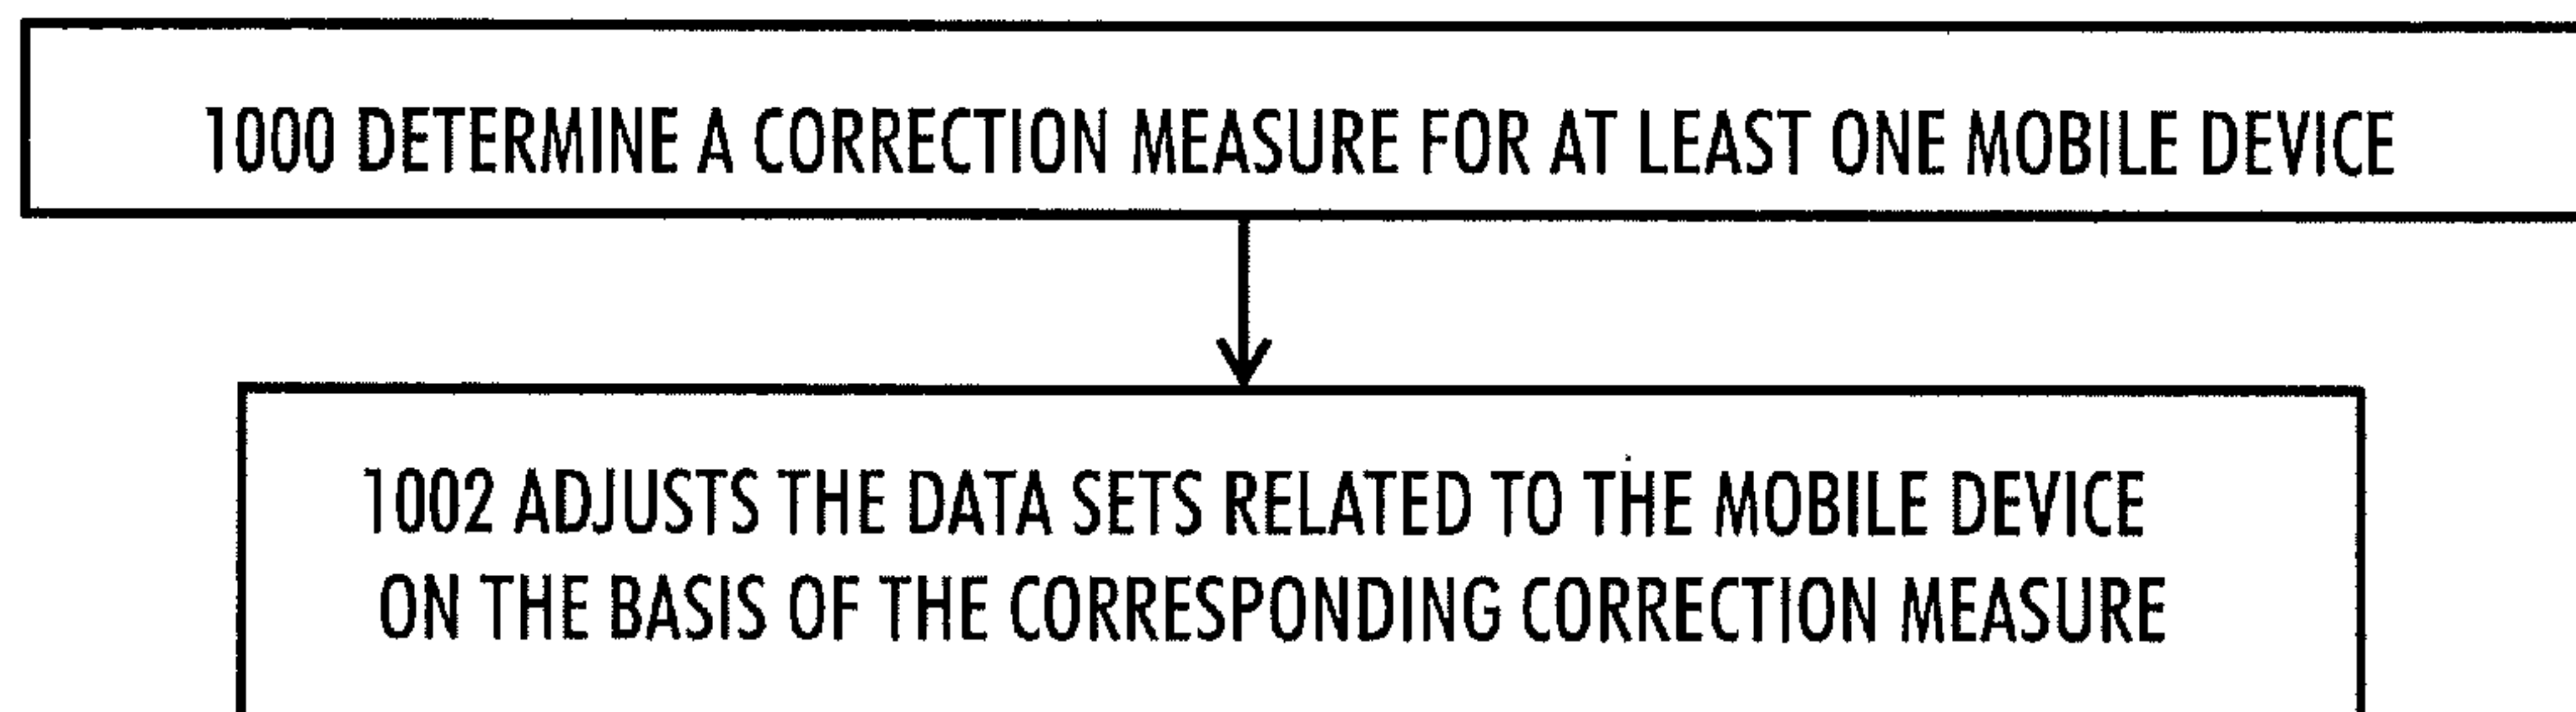 1000 DETERMINE A CORRECTION MEASURE FOR AT LEAST ONE MOBILE DEVICE
1002 ADJUSTS THE DATA SETS RELATED TO THE MOBILE DEVICE
ON THE BASIS OF THE CORRESPONDING CORRECTION MEASURE